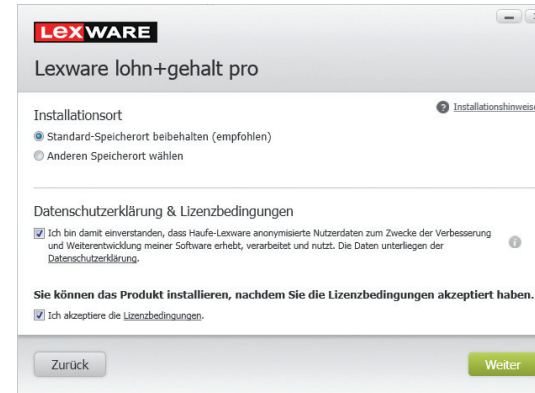 LEXWARE
Lexware lohn+gehalt pro
Installationsort
Installationshinweise
Standard-Speicherort beibehalten (empfohlen)
Anderen Speicherort wählen
Datenschutzerklärung & Lizenzbedingungen
Ich bin damit einverstanden, dass Haufe-Lexware anonymisierte Nutzerdaten zum Zwecke der Verbesserung
und Weiterentwicklung meiner Software erhebt, verarbeitet und nutzt. Die Daten unterliegen der
Datenschutzerklärung.
Sie können das Produkt installieren, nachdem Sie die Lizenzbedingungen akzeptiert haben.
Ich akzeptiere die Lizenzbedingungen.
Zurück
Weiter